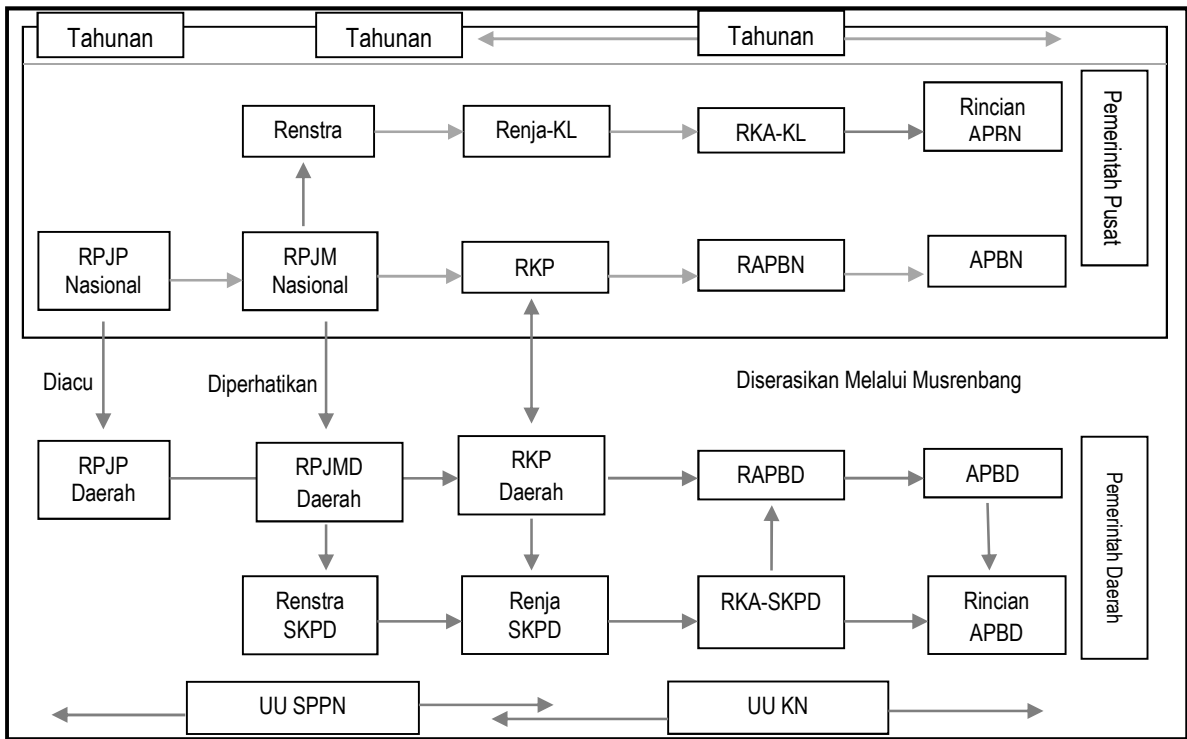 Tahunan
Tahunan
Tahunan
Renstra
Renja-KL
RKA-KL
Rincian
APBN
Pemerintah Pusat
RPJP
Nasional
RPJM
Nasional
RKP
RAPBN
APBN
Diacu
Diperhatikan
Diserasikan Melalui Musrenbang
RPJP
Daerah
RPJMD
Daerah
RKP
Daerah
RAPBD
APBD
Pemerintah Daerah
Renstra
SKPD
Renja
SKPD
RKA-SKPD
Rincian
APBD
UU SPPN
UU KN